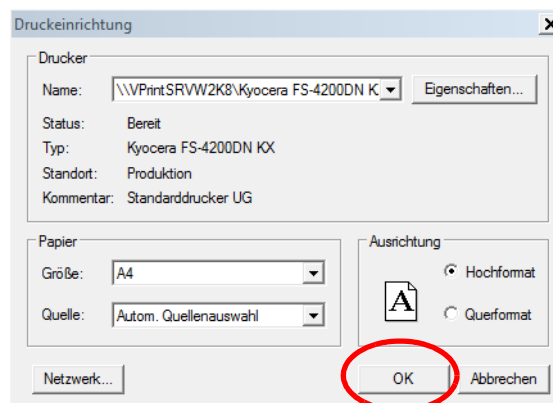 Druckeinrichtung
Drucker
Name: \\VPrintSRVW2K8\Kyocera FS-4200DN K Eigenschaften...
Status: Bereit
Typ: Kyocera FS-4200DN KX
Standort: Produktion
Kommentar: Standarddrucker UG
Papier
Größe: A4
Quelle: Autom. Quellenauswahl
Ausrichtung
A
Hochformat
Querformat
Netzwerk... OK Abbrechen